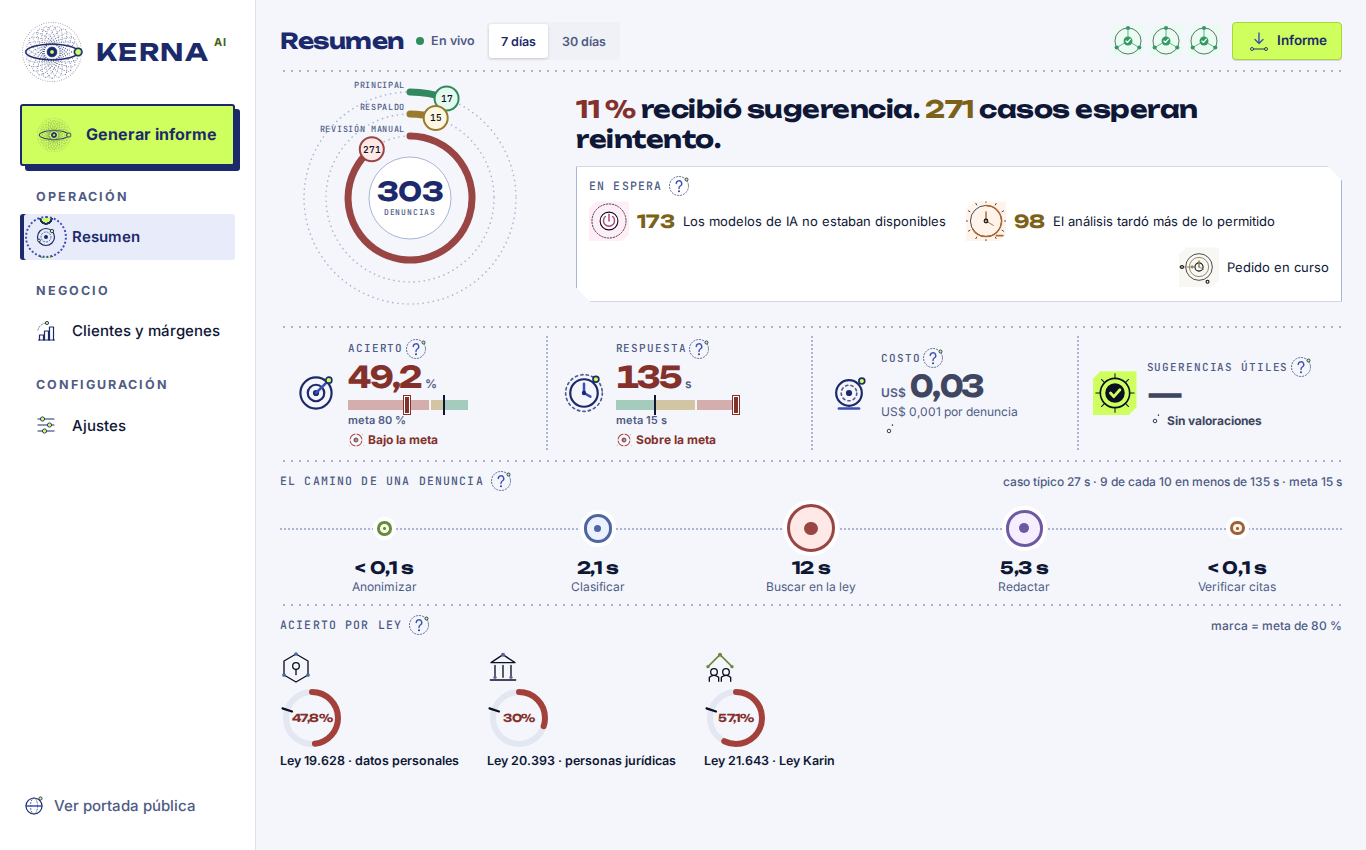 KERNA AI
Generar informe
OPERACIÓN
Resumen
NEGOCIO
Clientes y márgenes
CONFIGURACIÓN
Ajustes
Ver portada pública
Resumen
En vivo
7 días
30 días
Informe
PRINCIPAL
17
RESPALDO
15
REVISIÓN MANUAL
271
303
DENUNCIAS
11 % recibió sugerencia. 271 casos esperan
reintento.
EN ESPERA ?
173 Los modelos de IA no estaban disponibles
98 El análisis tardó más de lo permitido
Pedido en curso
ACIERTO ?
49,2 %
meta 80 %
Bajo la meta
RESPUESTA ?
135 s
meta 15 s
Sobre la meta
COSTO ?
US$ 0,03
US$ 0,001 por denuncia
SUGERENCIAS ÚTILES ?
—
Sin valoraciones
EL CAMINO DE UNA DENUNCIA ?
caso típico 27 s · 9 de cada 10 en menos de 135 s · meta 15 s
< 0,1 s
Anonimizar
2,1 s
Clasificar
12 s
Buscar en la ley
5,3 s
Redactar
< 0,1 s
Verificar citas
ACIERTO POR LEY ?
marca = meta de 80 %
47,8%
Ley 19.628 · datos personales
30%
Ley 20.393 · personas jurídicas
57,1%
Ley 21.643 · Ley Karin